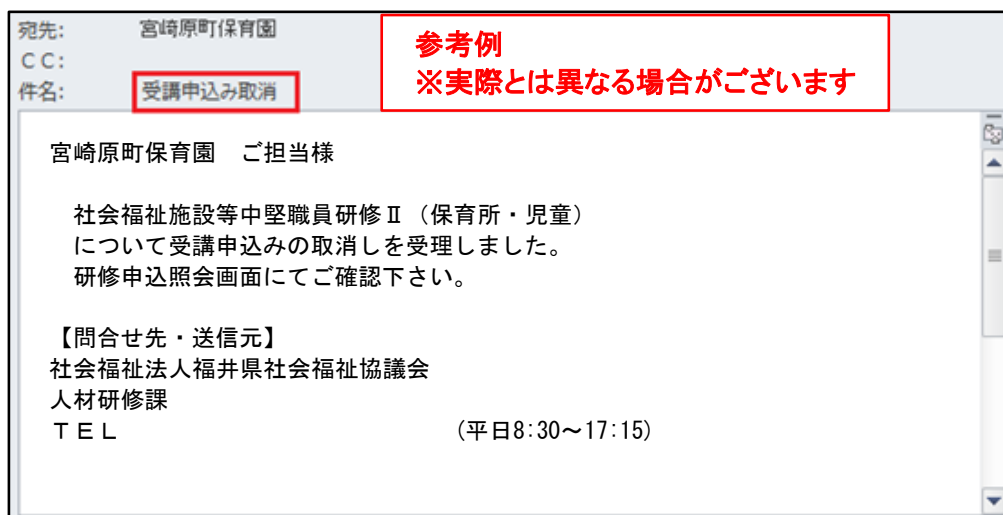 宛先: 宮崎原町保育園
CC:
件名: 受講申込み取消
参考例
※実際とは異なる場合がございます
宮崎原町保育園　ご担当様
社会福祉施設等中堅職員研修Ⅱ（保育所・児童）
について受講申込みの取消しを受理しました。
研修申込照会画面にてご確認下さい。
【問合せ先・送信元】
社会福祉法人福井県社会福祉協議会
人材研修課
ＴＥＬ　(平日8:30～17:15)